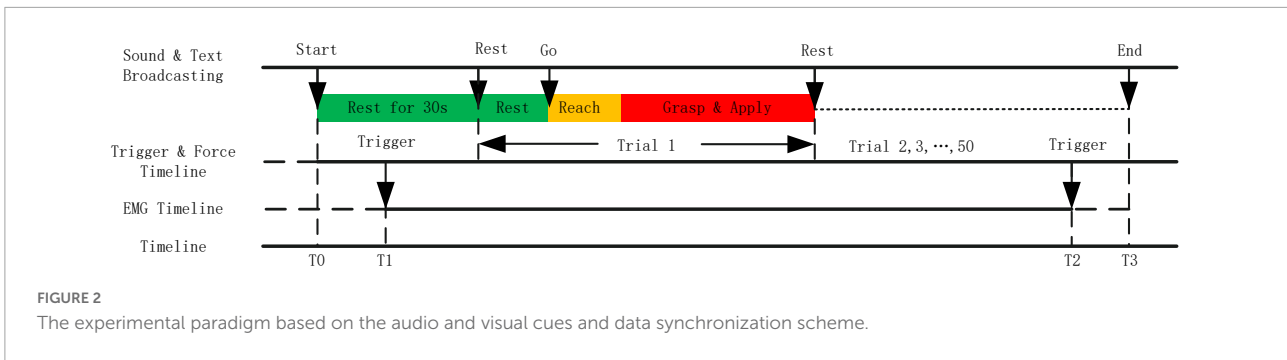 Sound & Text
Broadcasting
Start
Rest
Go
Rest
End
Rest for 30s
Rest
Reach
Grasp & Apply
Trigger & Force
Timeline
Trigger
Trial 1
Trial 2,3,⋯,50
Trigger
EMG Timeline
Timeline
T0
T1
T2
T3
FIGURE 2
The experimental paradigm based on the audio and visual cues and data synchronization scheme.